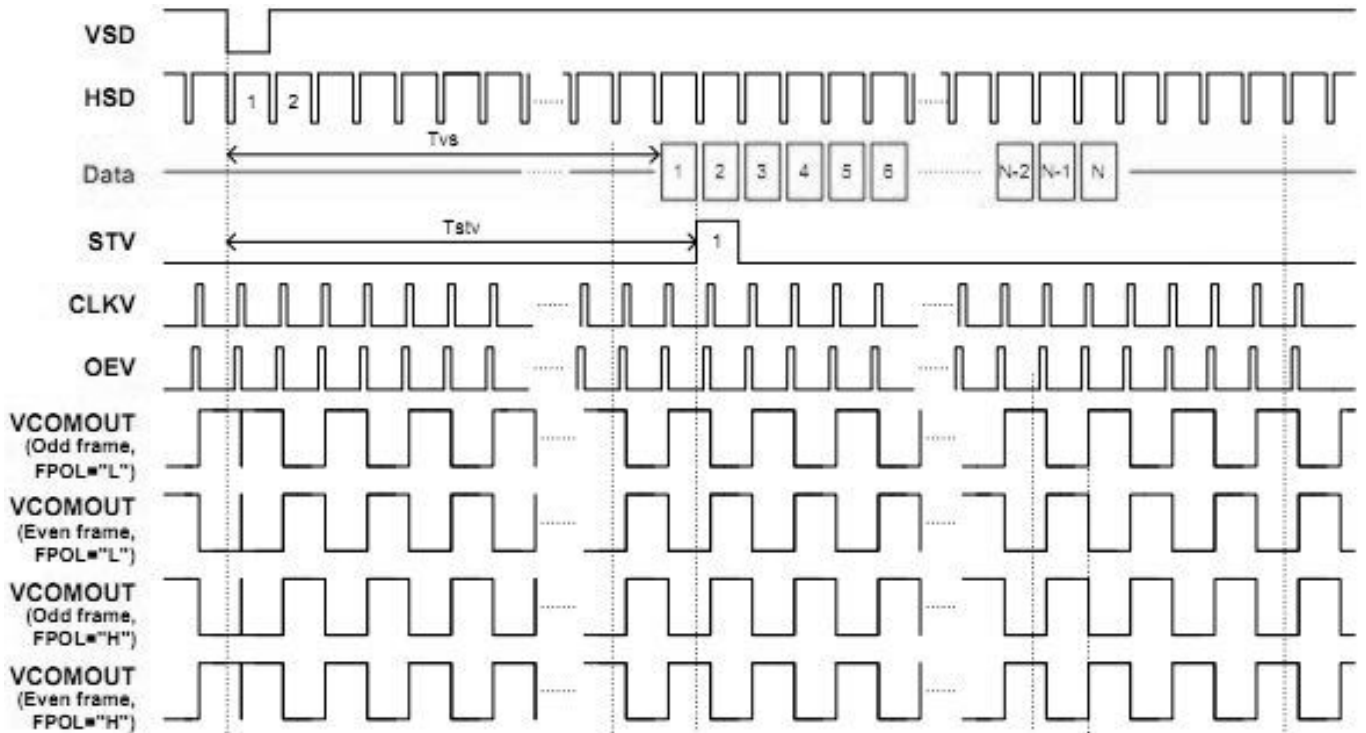 VSD
HSD
1 2
Tvs
Data
1 2 3 4 5 6 N-2 N-1 N
Tstv
STV
1
CLKV
OEV
VCOMOUT
(Odd frame,
FPOL="L")
VCOMOUT
(Even frame,
FPOL="L")
VCOMOUT
(Odd frame,
FPOL="H")
VCOMOUT
(Even frame,
FPOL="H")